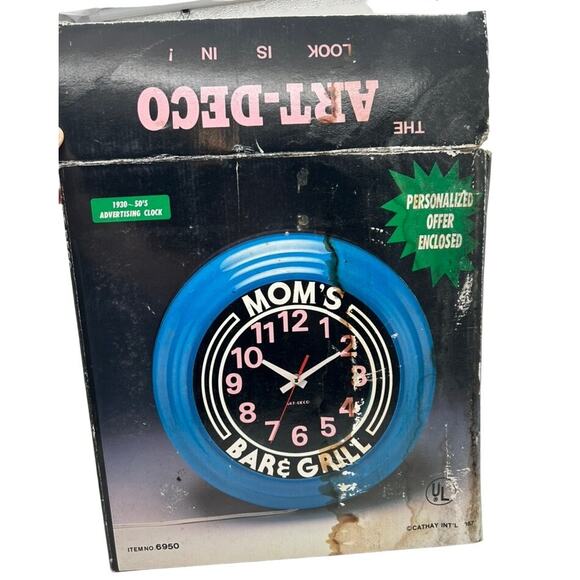 THE
ART-DECO
LOOK IS IN !
1930~50'S
ADVERTISING CLOCK
PERSONALIZED
OFFER
ENCLOSED
MOM'S
12
1
2
3
4
5
6
7
8
9
10
11
ART-DECO
BAR & GRILL
UL
®
©CATHAY INT'L
ITEM NO. 6950